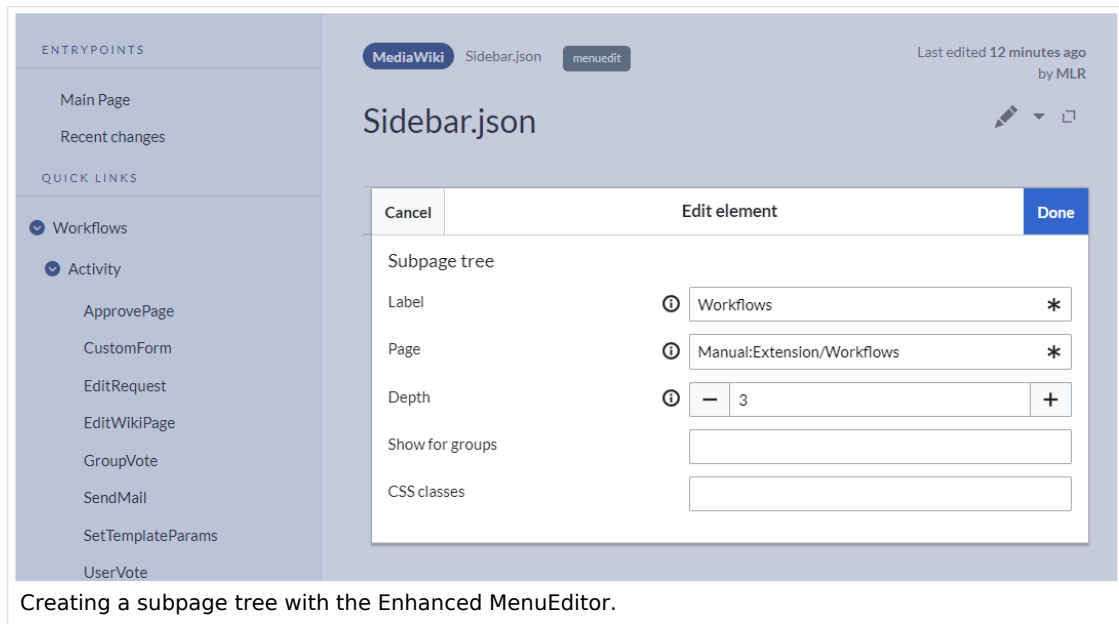 ENTRYPOINTS
Main Page
Recent changes
QUICK LINKS
Workflows
Activity
ApprovePage
CustomForm
EditRequest
EditWikiPage
GroupVote
SendMail
SetTemplateParams
UserVote
MediaWiki Sidebar.json menuedit
Last edited 12 minutes ago
by MLR
Sidebar.json
Cancel Edit element Done
Subpage tree
Label Workflows *
Page Manual:Extension/Workflows *
Depth − 3 +
Show for groups
CSS classes
Creating a subpage tree with the Enhanced MenuEditor.